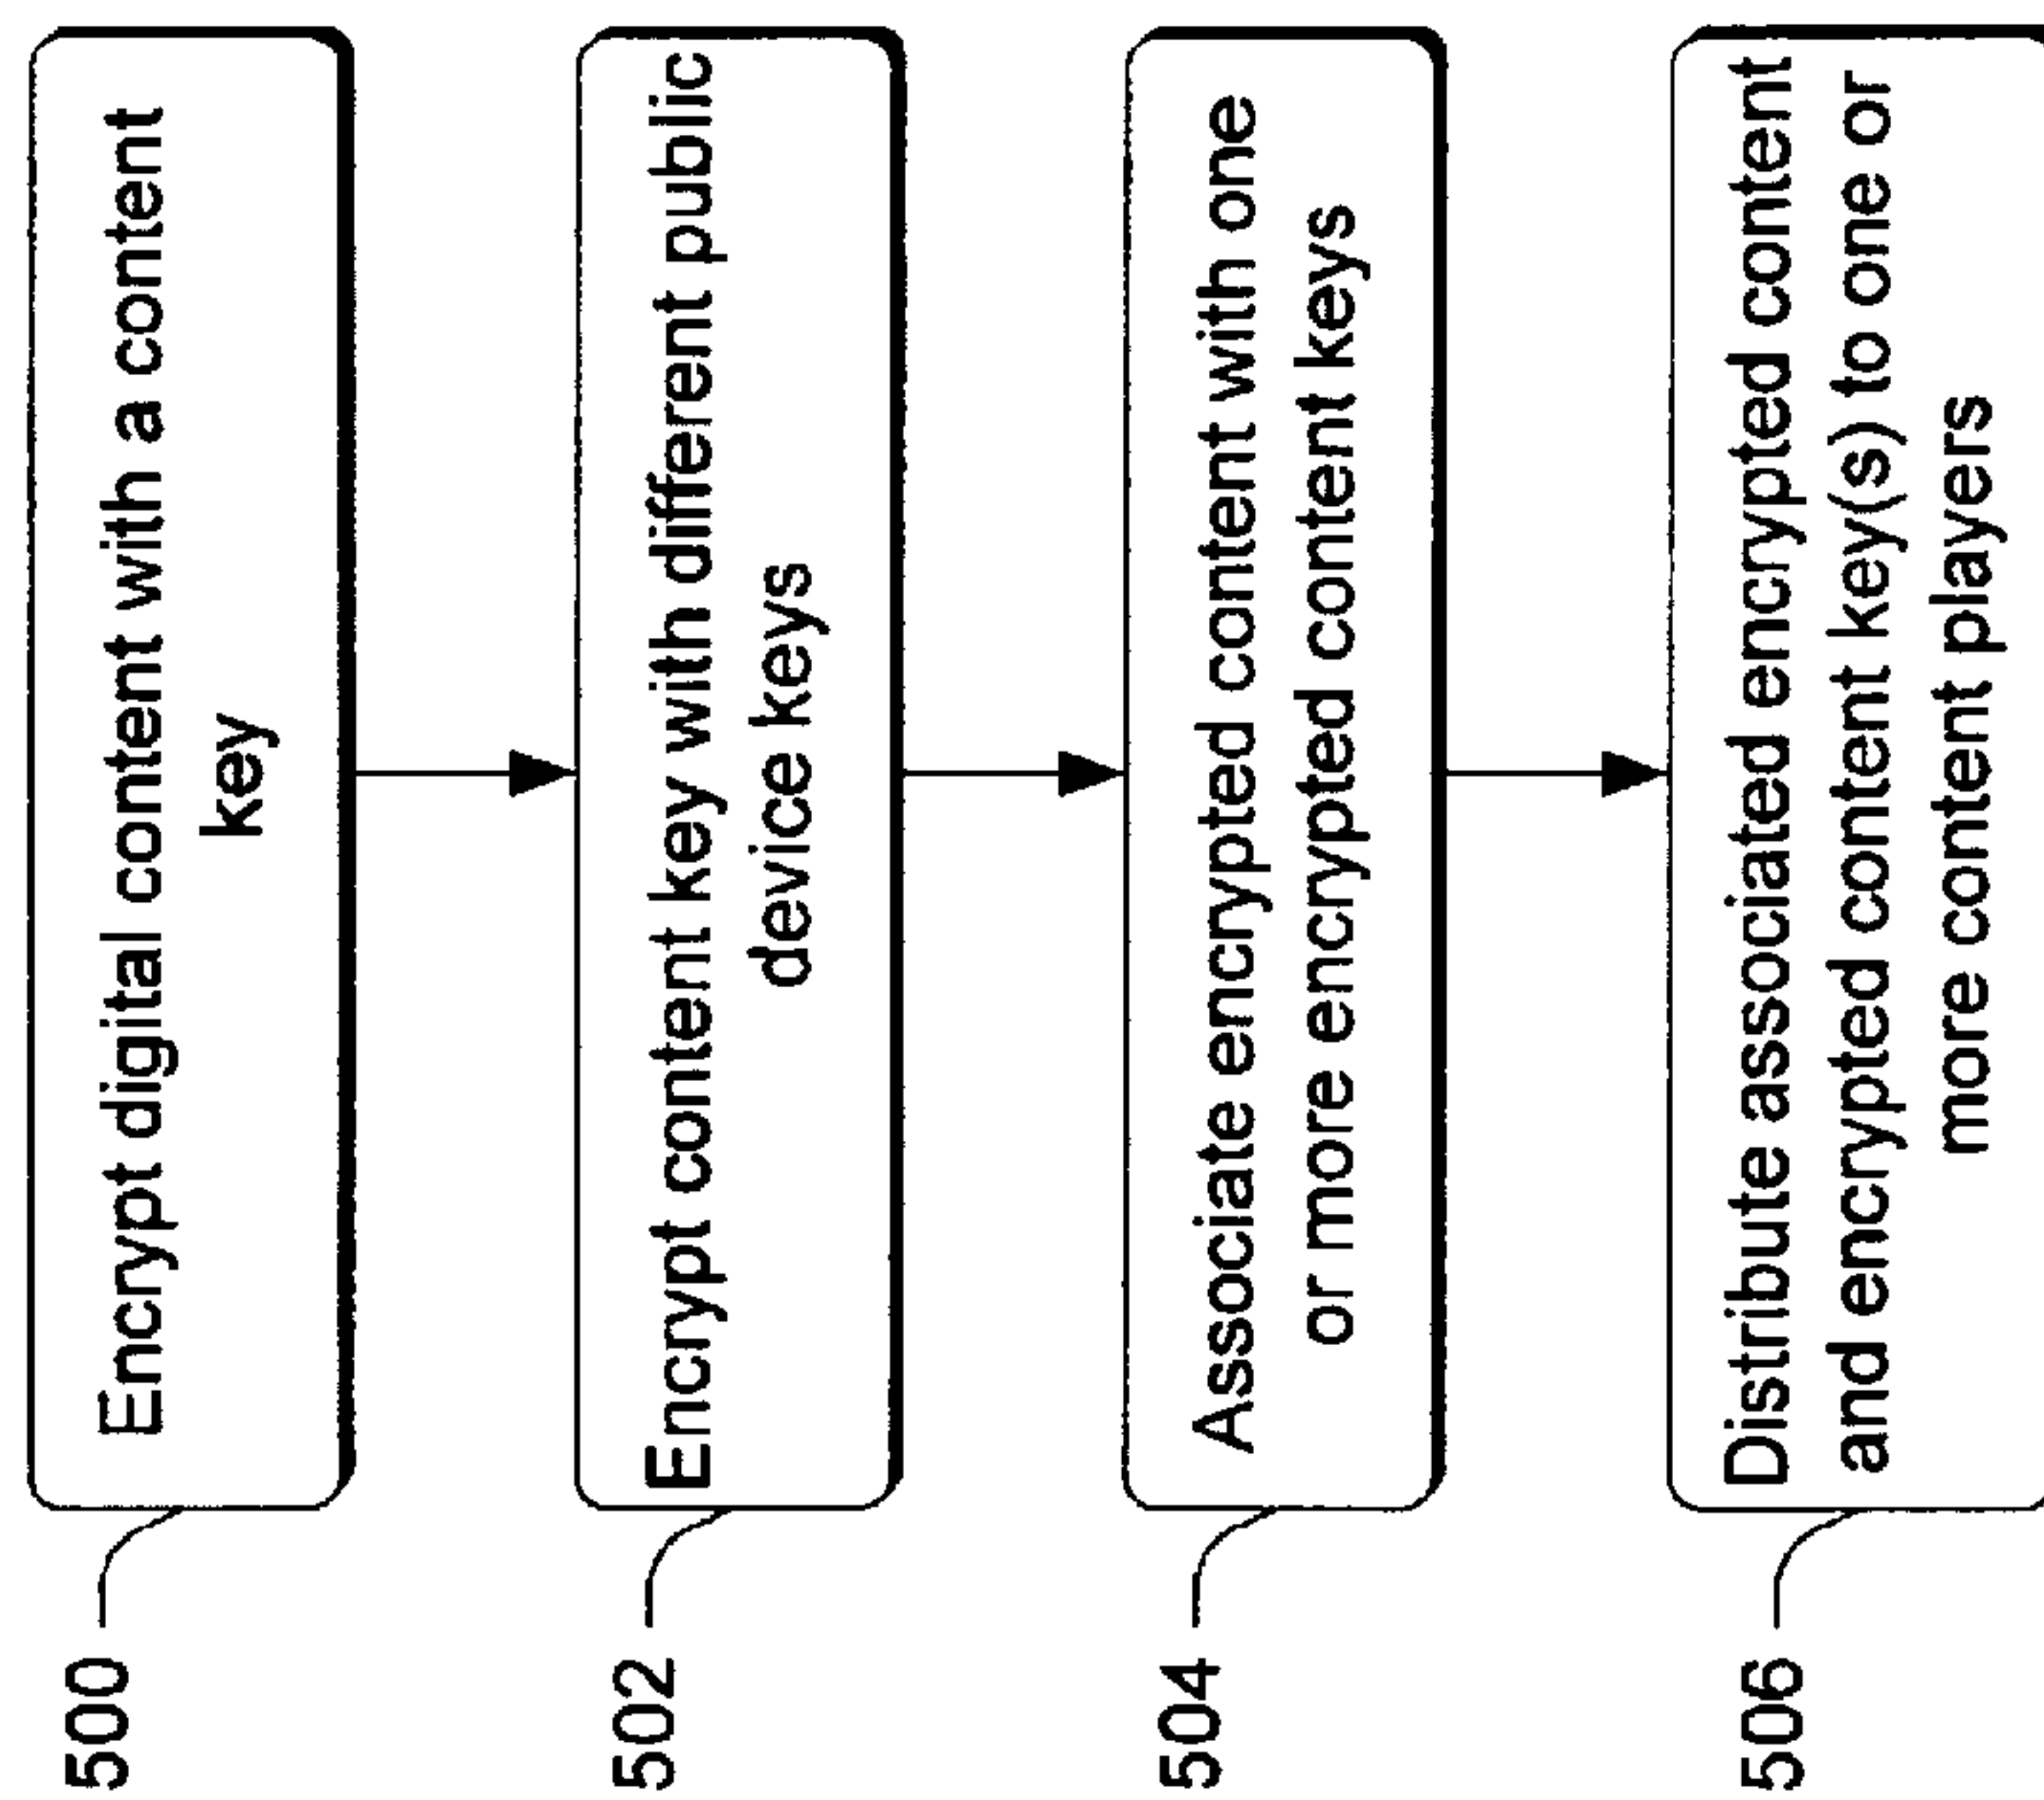 500
Encrypt digital content with a content
key
502
Encrypt content key with different public
device keys
504
Associate encrypted content with one
or more encrypted content keys
506
Distribute associated encrypted content
and encrypted content key(s) to one or
more content players